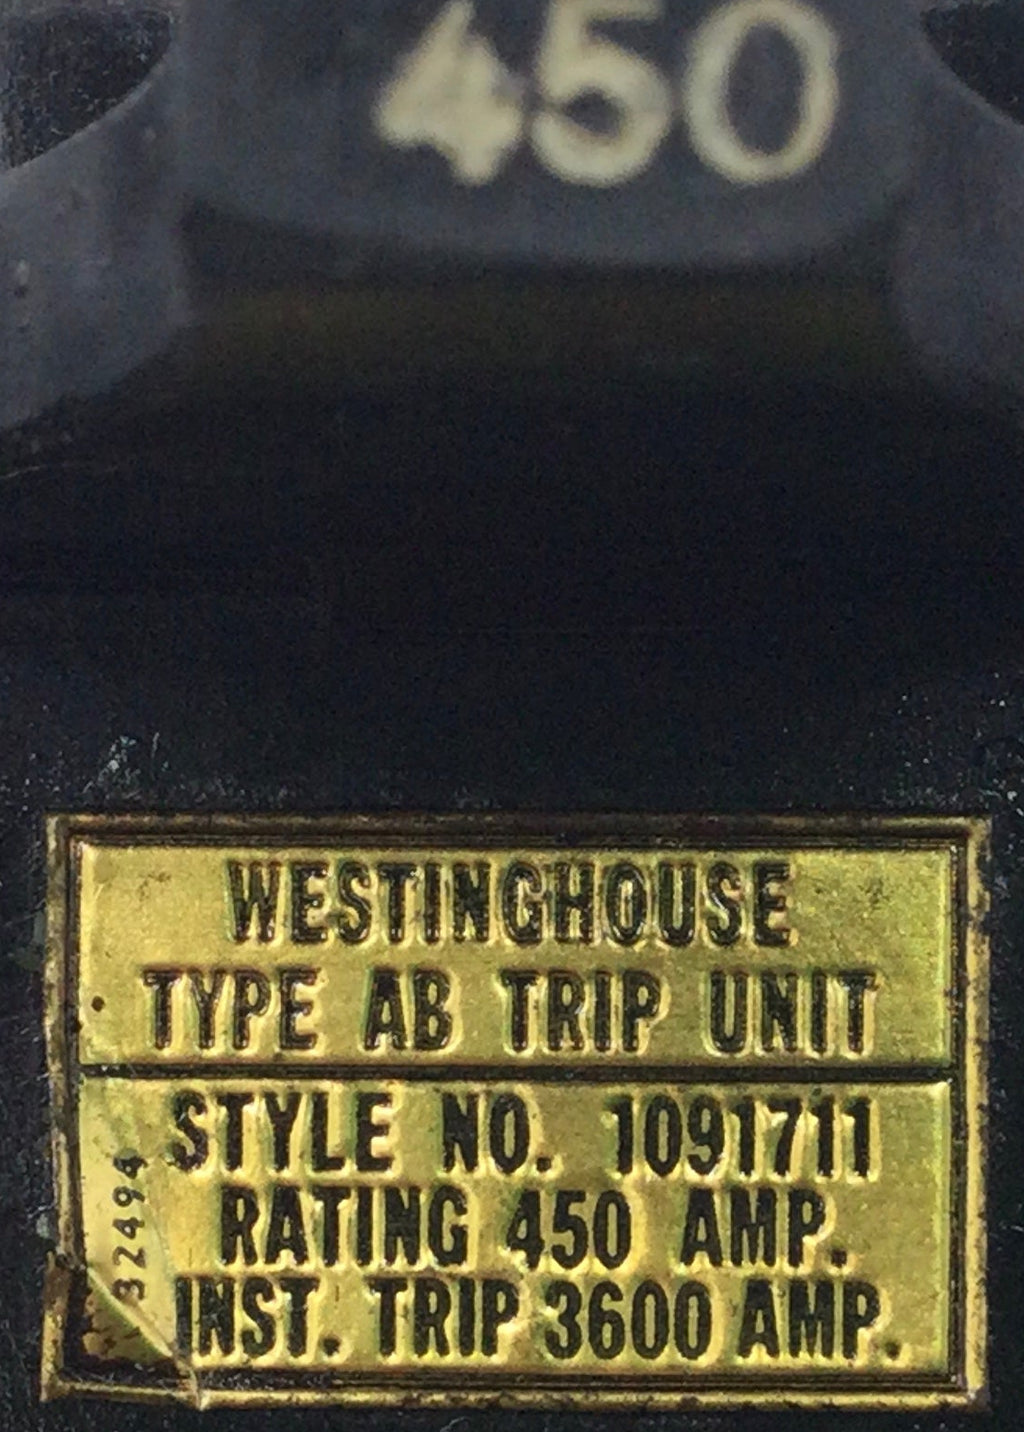 450
WESTINGHOUSE
TYPE AB TRIP UNIT
STYLE NO. 1091711
RATING 450 AMP.
INST. TRIP 3600 AMP.
32494